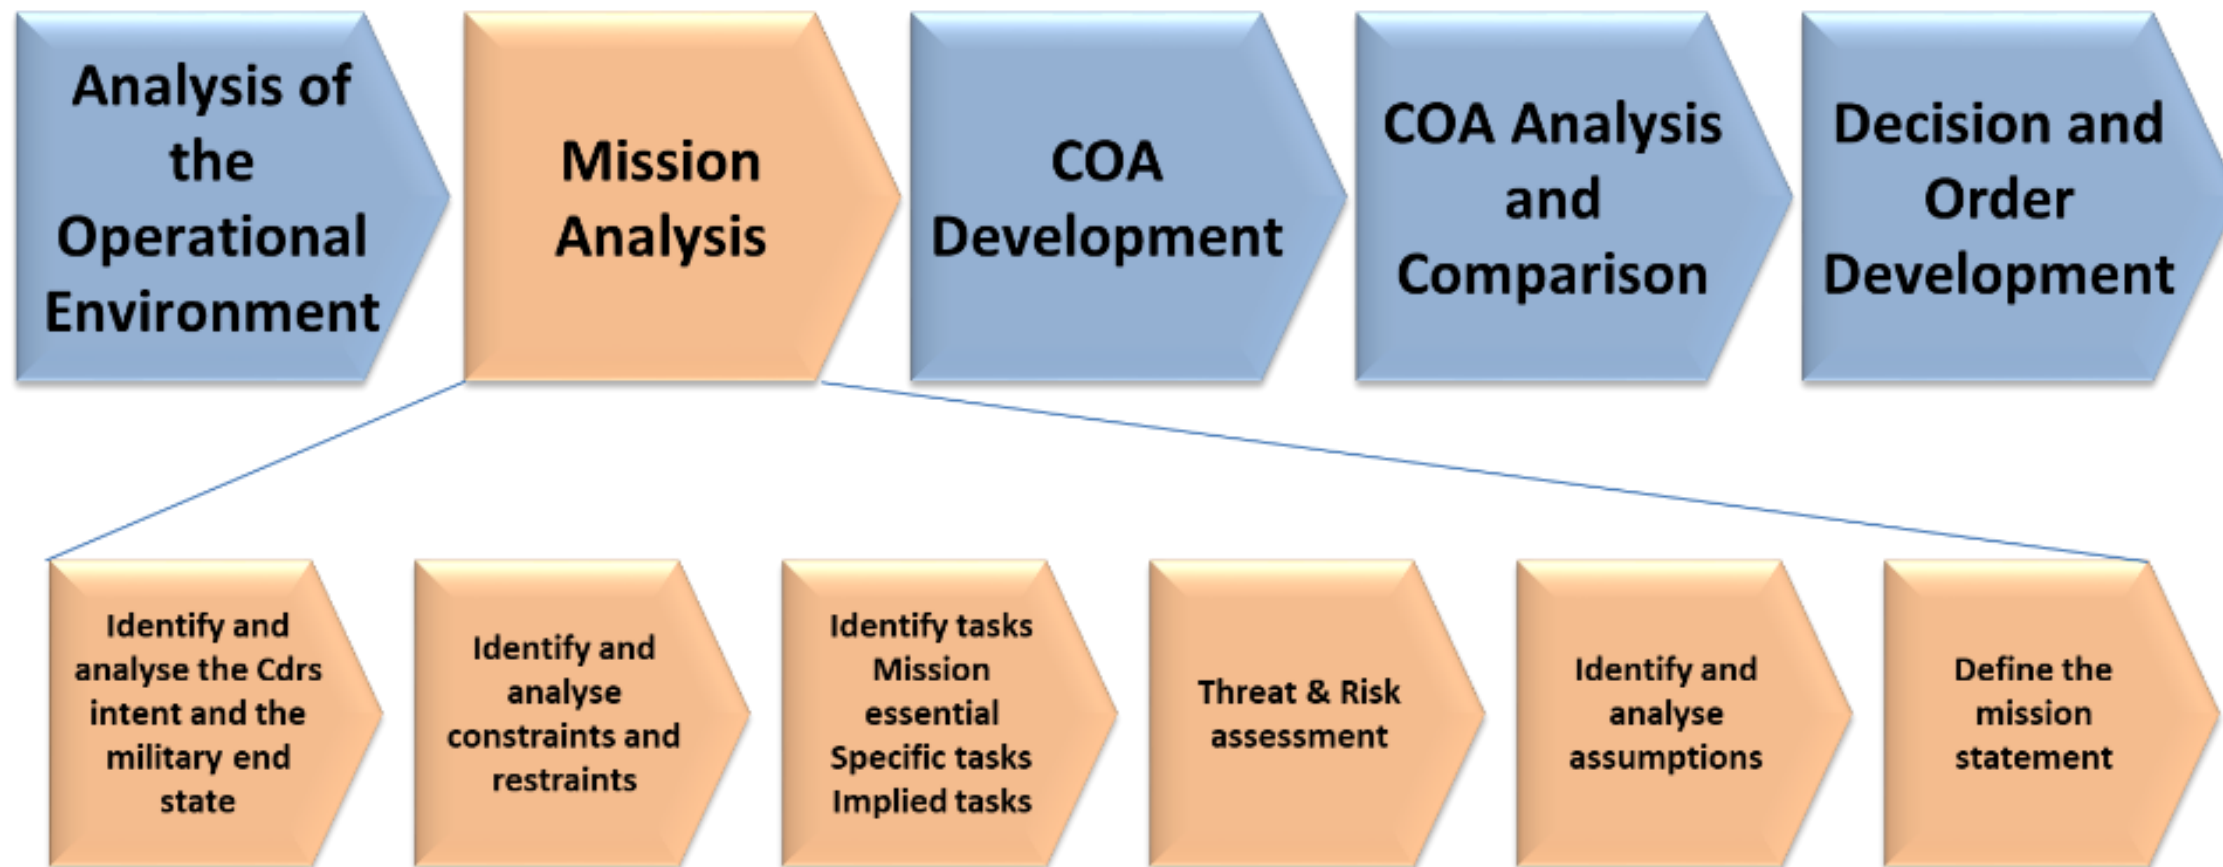 Analysis of
the
Operational
Environment
Mission
Analysis
COA
Development
COA Analysis
and
Comparison
Decision and
Order
Development
Identify and
analyse the Cdrs
intent and the
military end
state
Identify and
analyse
constraints and
restraints
Identify tasks
Mission
essential
Specific tasks
Implied tasks
Threat & Risk
assessment
Identify and
analyse
assumptions
Define the
mission
statement